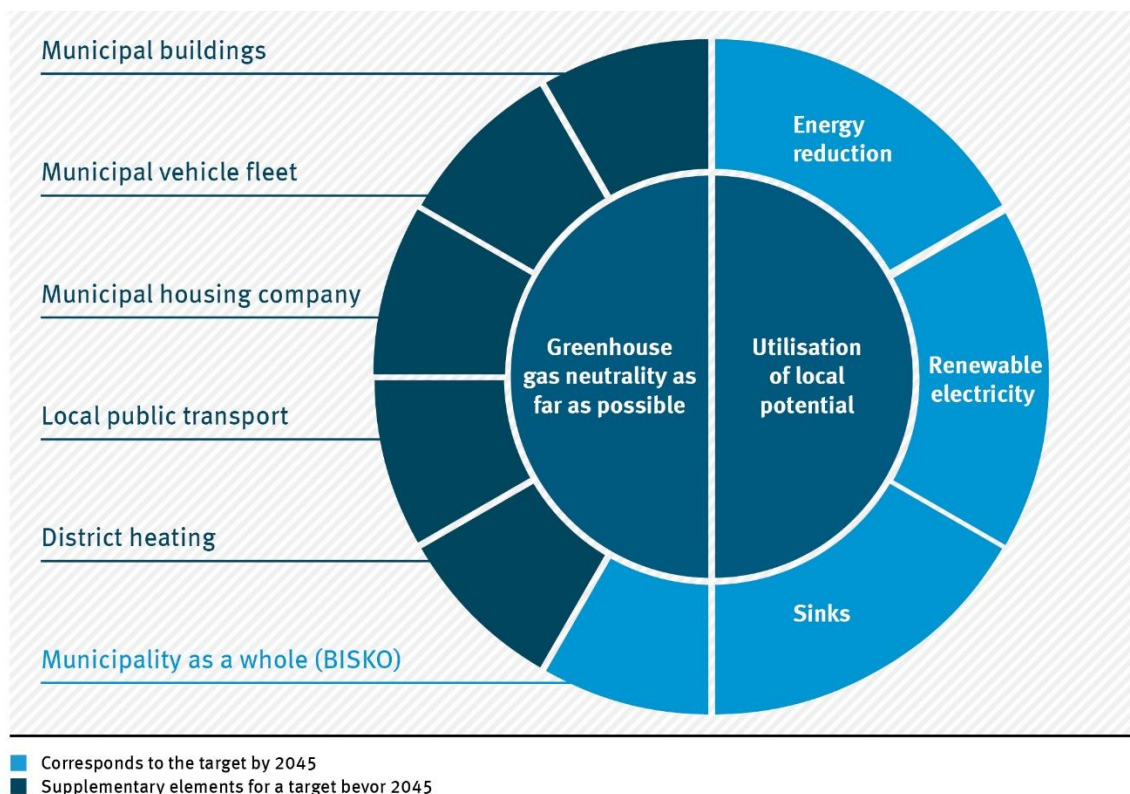 Municipal buildings
Municipal vehicle fleet
Municipal housing company
Local public transport
District heating
Municipality as a whole (BISKO)
Greenhouse
gas neutrality as
far as possible
Utilisation
of local
potential
Energy
reduction
Renewable
electricity
Sinks
Corresponds to the target by 2045
Supplementary elements for a target bevor 2045